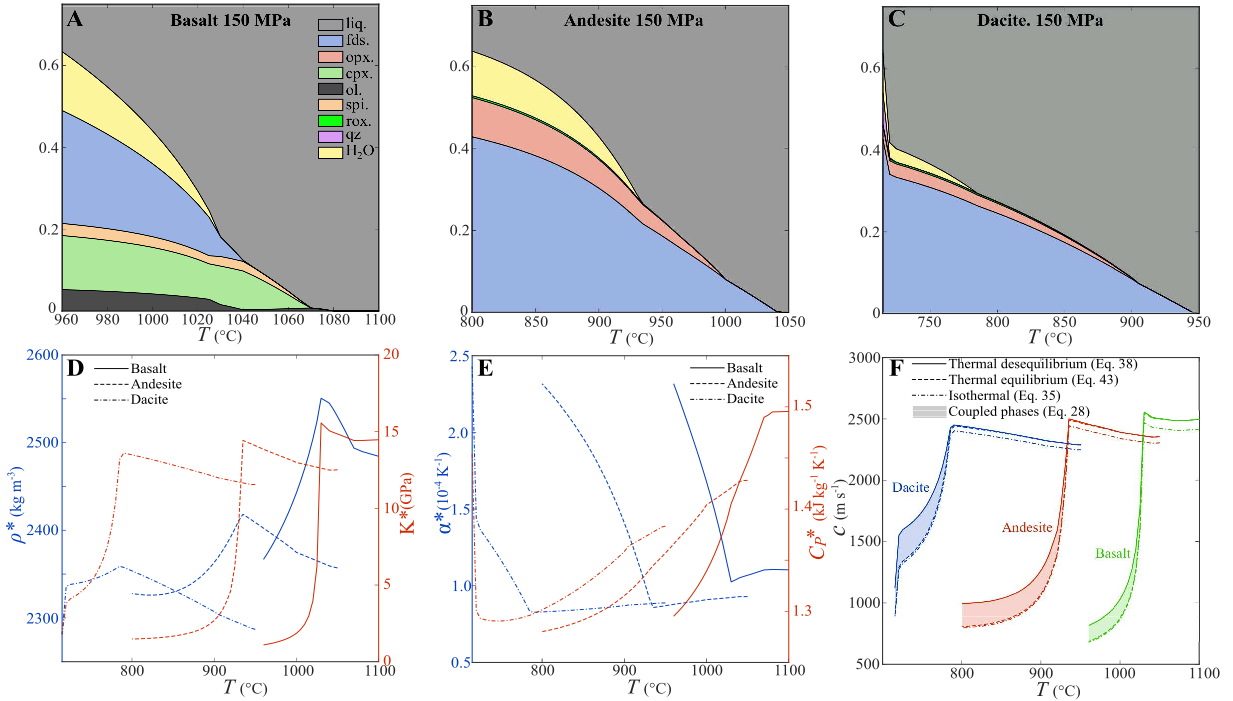 A Basalt 150 MPa
liq.
fds.
opx.
cpx.
ol.
spi.
rox.
qz
H₂O
0.6
0.4
0.2
0
960 980 1000 1020 1040 1060 1080 1100
T (°C)
B Andesite 150 MPa
0.6
0.4
0.2
0
800 850 900 950 1000 1050
T (°C)
C Dacite. 150 MPa
0.6
0.4
0.2
0
750 800 850 900 950
T (°C)
D
Basalt
Andesite
Dacite
2600
2500
2400
2300
ρ* (kg m⁻³)
20
15
10
5
0
K* (GPa)
800 900 1000 1100
T (°C)
E
Basalt
Andesite
Dacite
2.5
2.0
1.5
1.0
0.5
α* (10⁻⁴ K⁻¹)
1.5
1.4
1.3
C_P* (kJ kg⁻¹ K⁻¹)
800 900 1000 1100
T (°C)
F
Thermal desequilibrium (Eq. 38)
Thermal equilibrium (Eq. 43)
Isothermal (Eq. 35)
Coupled phases (Eq. 28)
3000
2500
2000
1500
1000
500
c (m s⁻¹)
Dacite
Andesite
Basalt
800 900 1000 1100
T (°C)